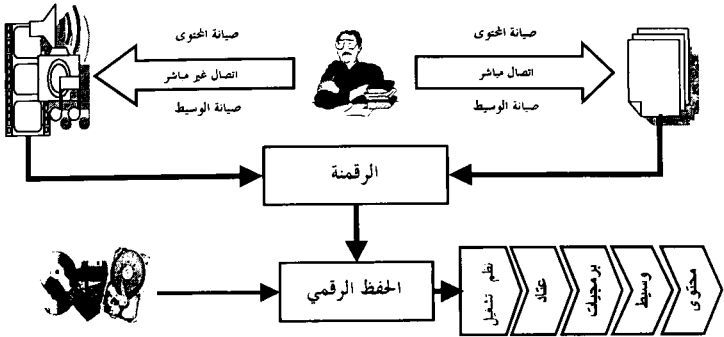 صيانة المحتوى
اتصال مباشر
صيانة الوسيط
صيانة المحتوى
اتصال غير مباشر
صيانة الوسيط
الرقمنة
الحفظ الرقمي
نظم تشغيل
عتاد
برمجيات
وسيط
محتوى